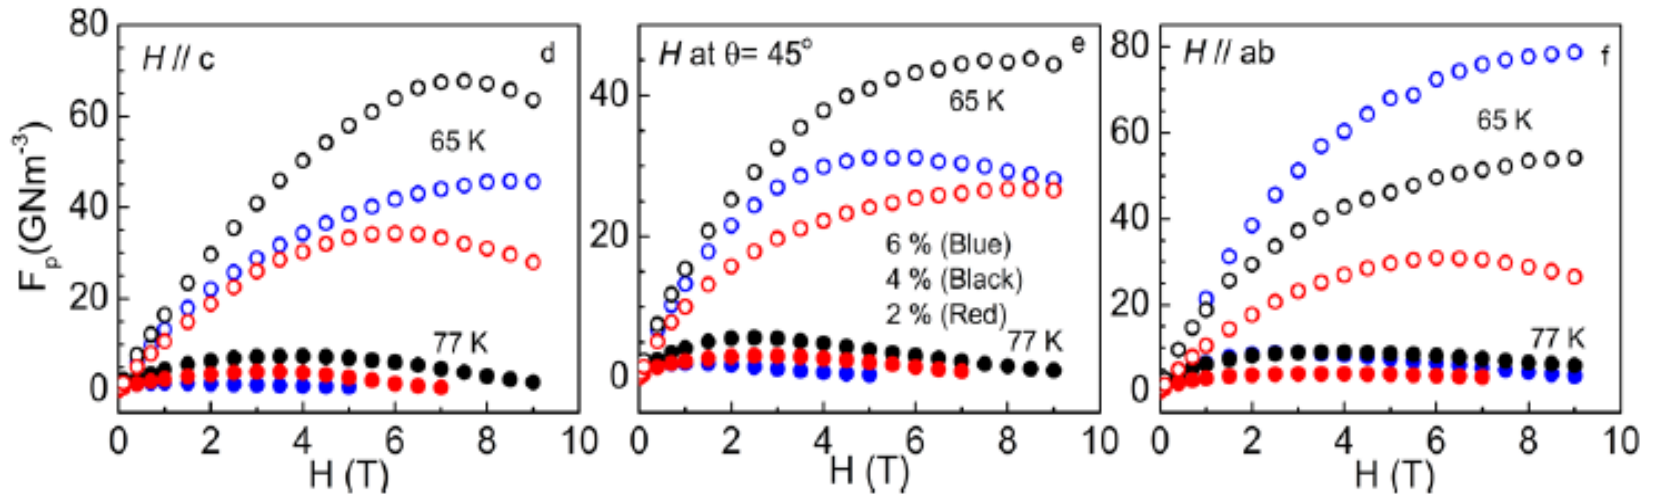 H // c
d
65 K
77 K
80
60
40
20
0
F_p(GNm⁻³)
0 2 4 6 8 10
H (T)
H at θ= 45°
e
65 K
6 % (Blue)
4 % (Black)
2 % (Red)
77 K
40
20
0
0 2 4 6 8 10
H (T)
H // ab
f
65 K
77 K
80
60
40
20
0
0 2 4 6 8 10
H (T)